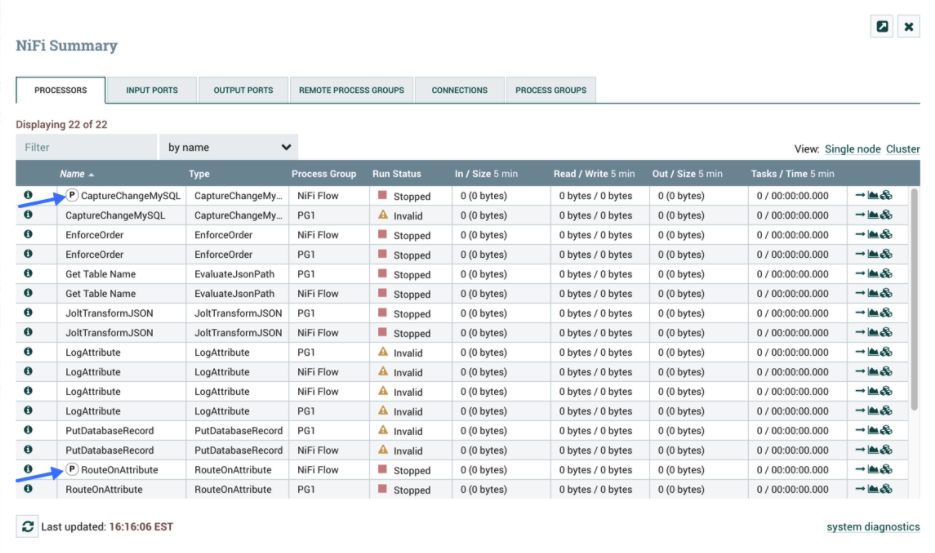 NiFi Summary
PROCESSORS INPUT PORTS OUTPUT PORTS REMOTE PROCESS GROUPS CONNECTIONS PROCESS GROUPS
Displaying 22 of 22
Filter by name View: Single node Cluster
Name Type Process Group Run Status In / Size 5 min Read / Write 5 min Out / Size 5 min Tasks / Time 5 min
P CaptureChangeMySQL CaptureChangeMy... NiFi Flow Stopped 0 (0 bytes) 0 bytes / 0 bytes 0 (0 bytes) 0 / 00:00:00.000
CaptureChangeMySQL CaptureChangeMy... PG1 Invalid 0 (0 bytes) 0 bytes / 0 bytes 0 (0 bytes) 0 / 00:00:00.000
EnforceOrder EnforceOrder NiFi Flow Stopped 0 (0 bytes) 0 bytes / 0 bytes 0 (0 bytes) 0 / 00:00:00.000
EnforceOrder EnforceOrder PG1 Stopped 0 (0 bytes) 0 bytes / 0 bytes 0 (0 bytes) 0 / 00:00:00.000
Get Table Name EvaluateJsonPath PG1 Stopped 0 (0 bytes) 0 bytes / 0 bytes 0 (0 bytes) 0 / 00:00:00.000
Get Table Name EvaluateJsonPath NiFi Flow Stopped 0 (0 bytes) 0 bytes / 0 bytes 0 (0 bytes) 0 / 00:00:00.000
JoltTransformJSON JoltTransformJSON PG1 Stopped 0 (0 bytes) 0 bytes / 0 bytes 0 (0 bytes) 0 / 00:00:00.000
JoltTransformJSON JoltTransformJSON NiFi Flow Stopped 0 (0 bytes) 0 bytes / 0 bytes 0 (0 bytes) 0 / 00:00:00.000
LogAttribute LogAttribute PG1 Invalid 0 (0 bytes) 0 bytes / 0 bytes 0 (0 bytes) 0 / 00:00:00.000
LogAttribute LogAttribute NiFi Flow Invalid 0 (0 bytes) 0 bytes / 0 bytes 0 (0 bytes) 0 / 00:00:00.000
LogAttribute LogAttribute NiFi Flow Invalid 0 (0 bytes) 0 bytes / 0 bytes 0 (0 bytes) 0 / 00:00:00.000
LogAttribute LogAttribute PG1 Invalid 0 (0 bytes) 0 bytes / 0 bytes 0 (0 bytes) 0 / 00:00:00.000
PutDatabaseRecord PutDatabaseRecord PG1 Invalid 0 (0 bytes) 0 bytes / 0 bytes 0 (0 bytes) 0 / 00:00:00.000
PutDatabaseRecord PutDatabaseRecord NiFi Flow Invalid 0 (0 bytes) 0 bytes / 0 bytes 0 (0 bytes) 0 / 00:00:00.000
P RouteOnAttribute RouteOnAttribute NiFi Flow Stopped 0 (0 bytes) 0 bytes / 0 bytes 0 (0 bytes) 0 / 00:00:00.000
RouteOnAttribute RouteOnAttribute PG1 Stopped 0 (0 bytes) 0 bytes / 0 bytes 0 (0 bytes) 0 / 00:00:00.000
Last updated: 16:16:06 EST system diagnostics